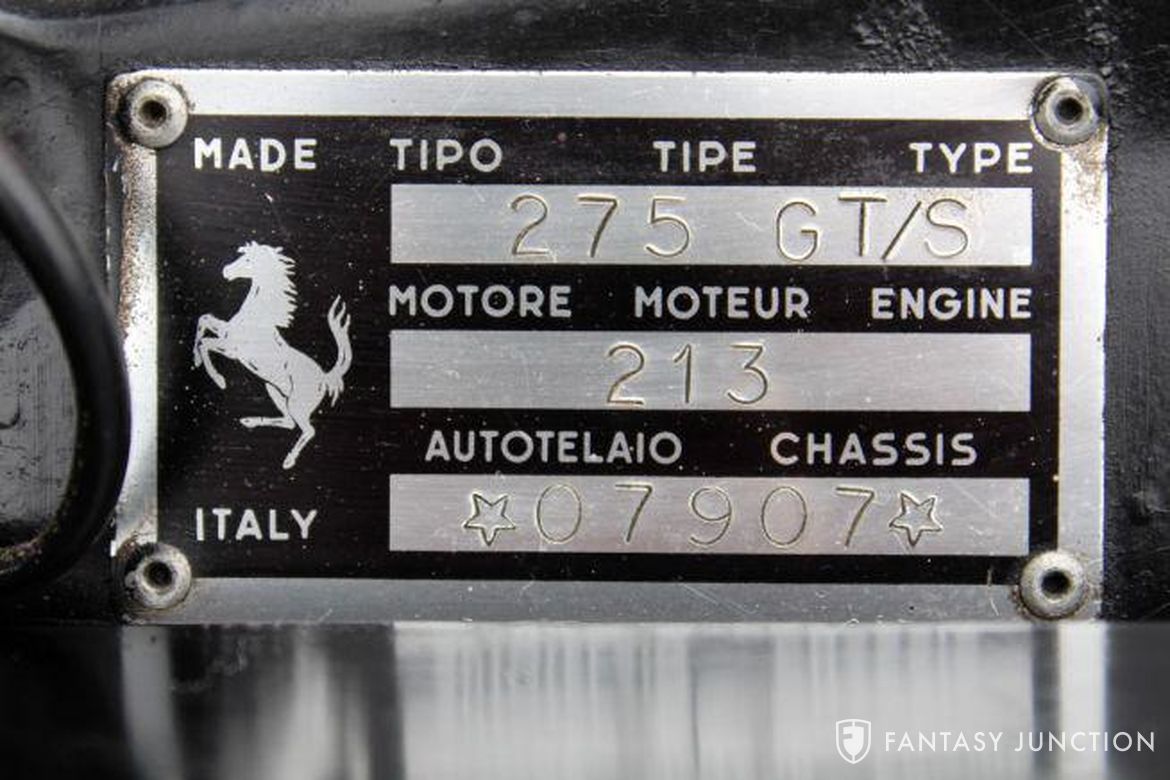 MADE TIPO TIPE TYPE
275 GT/S
MOTORE MOTEUR ENGINE
213
AUTOTELAIO CHASSIS
ITALY ☆07907☆
FANTASY JUNCTION